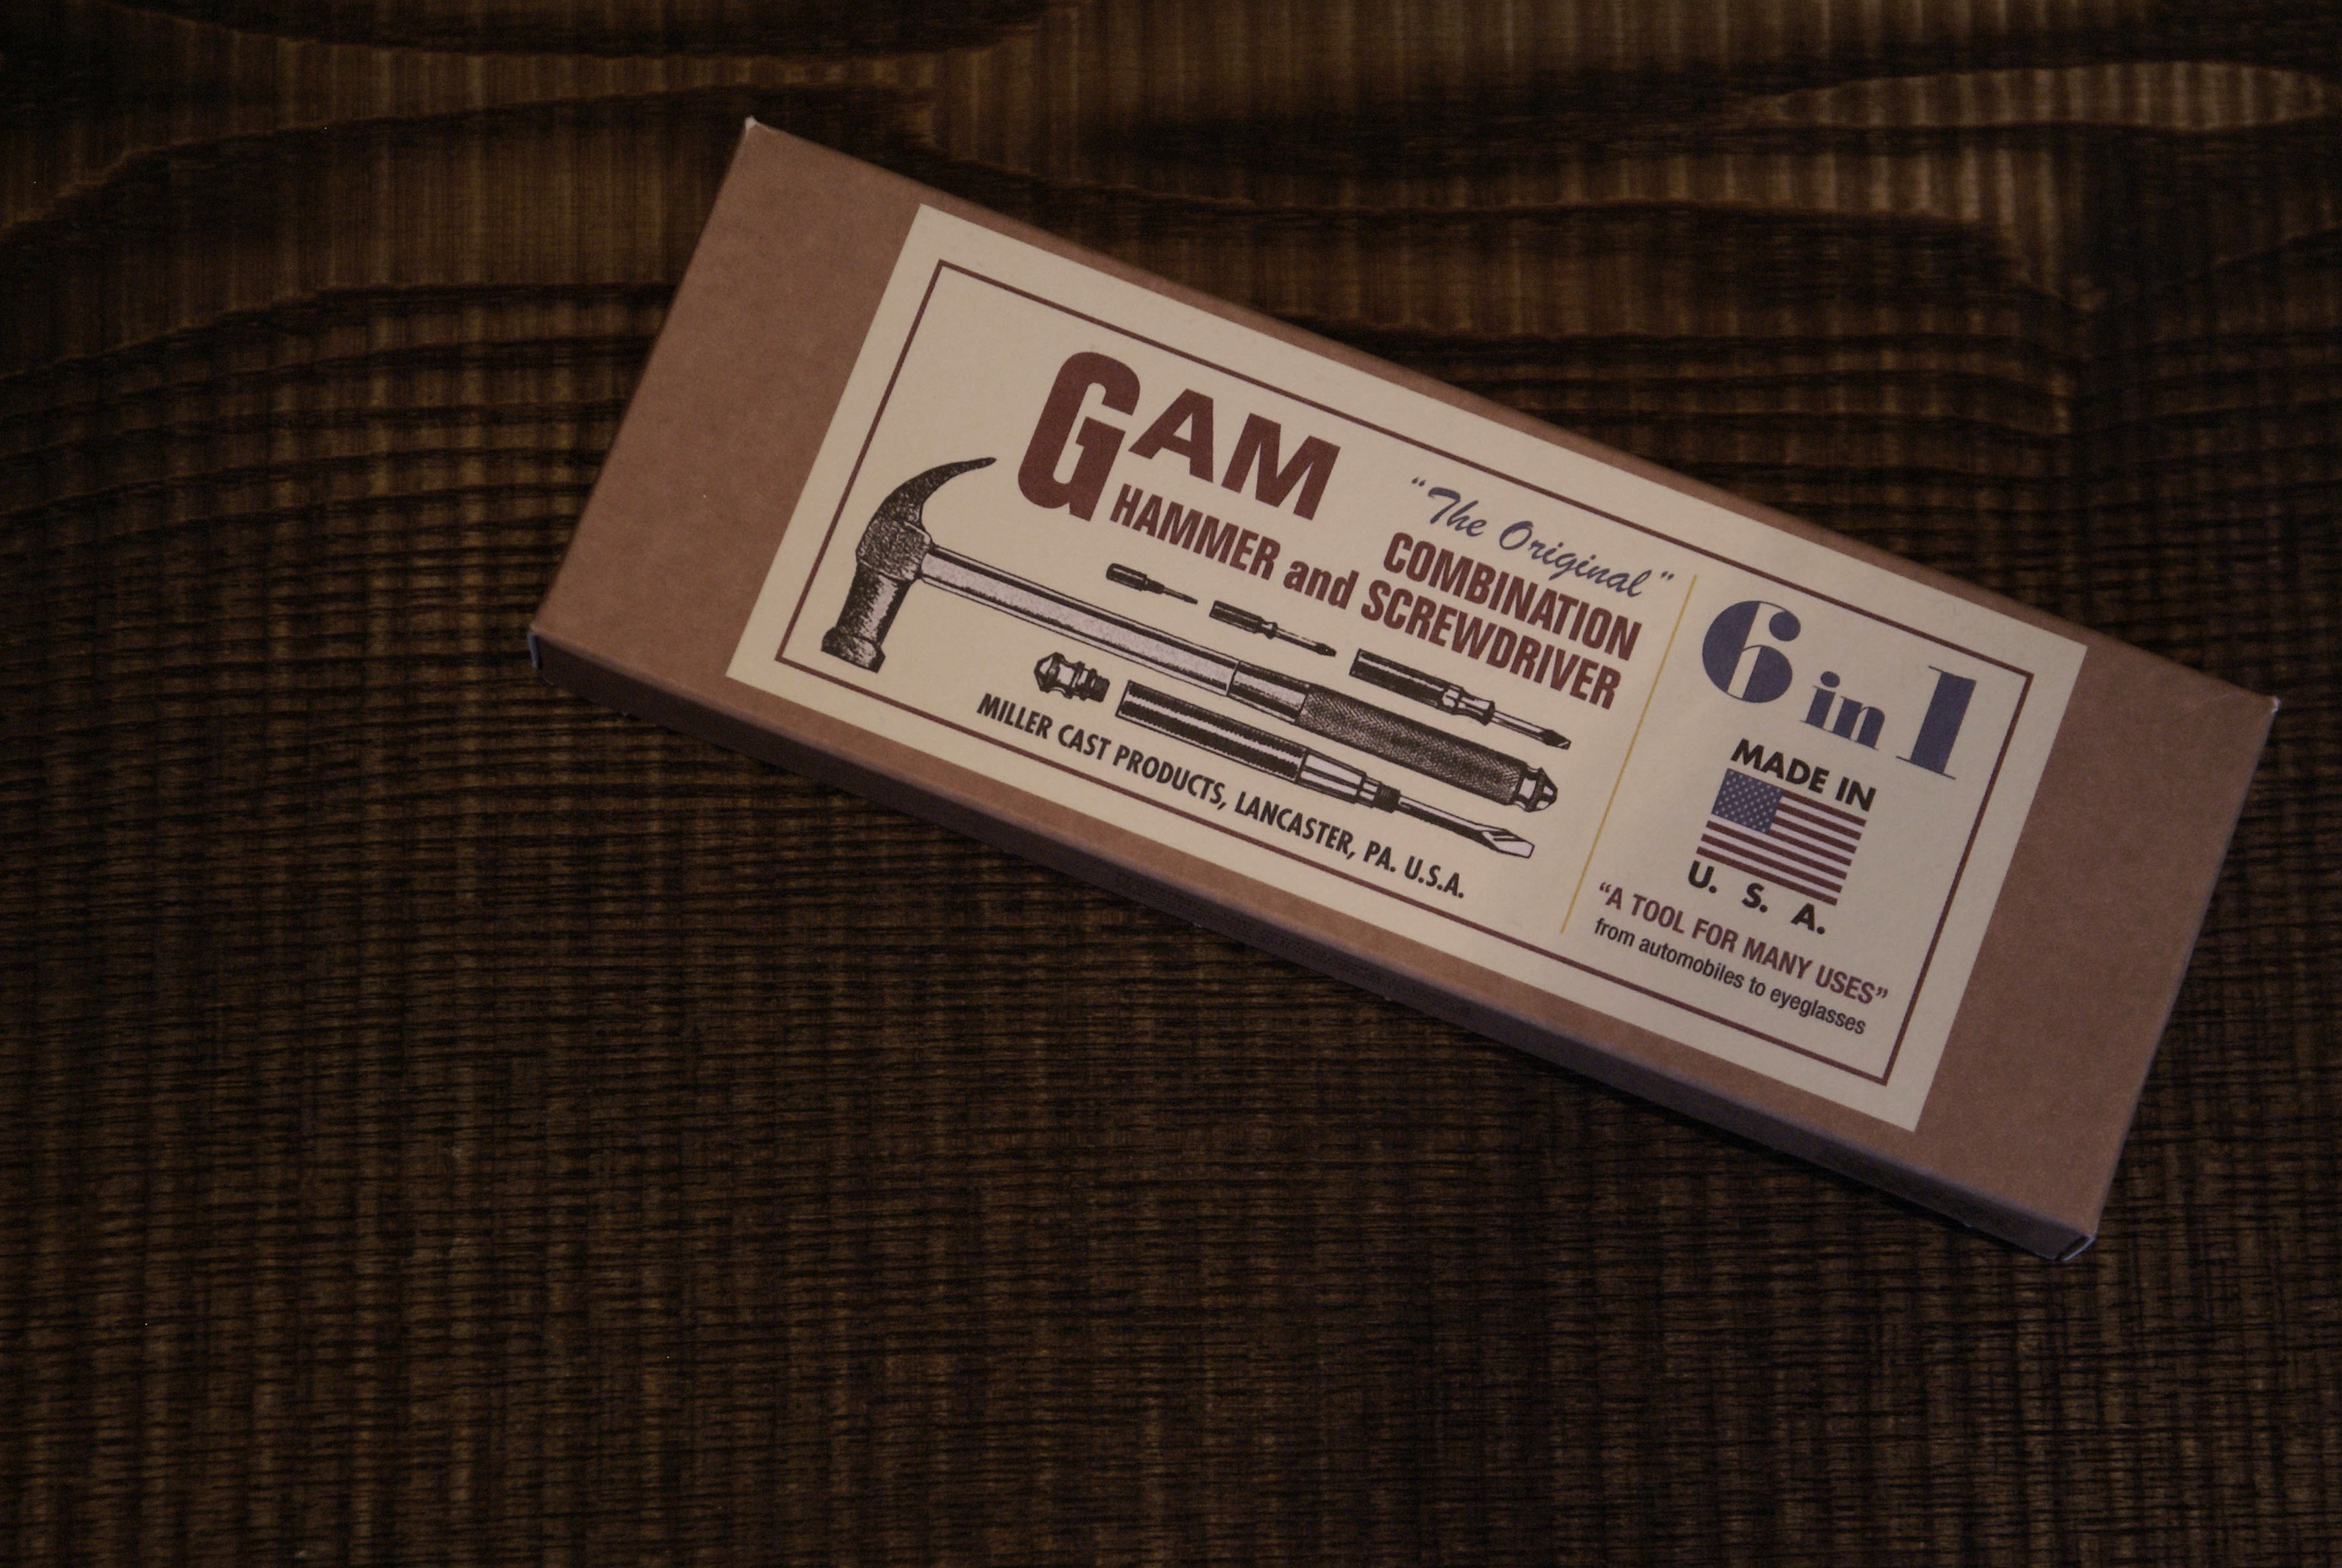 GAM
"The Original"
COMBINATION
HAMMER and SCREWDRIVER
MILLER CAST PRODUCTS, LANCASTER, PA. U.S.A.
6 in 1
MADE IN
U. S. A.
"A TOOL FOR MANY USES"
from automobiles to eyeglasses